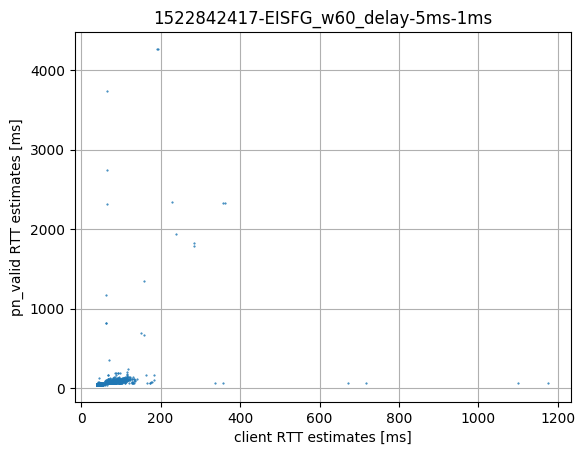 1522842417-EISFG_w60_delay-5ms-1ms
pn_valid RTT estimates [ms]
4000
3000
2000
1000
0
0 200 400 600 800 1000 1200
client RTT estimates [ms]